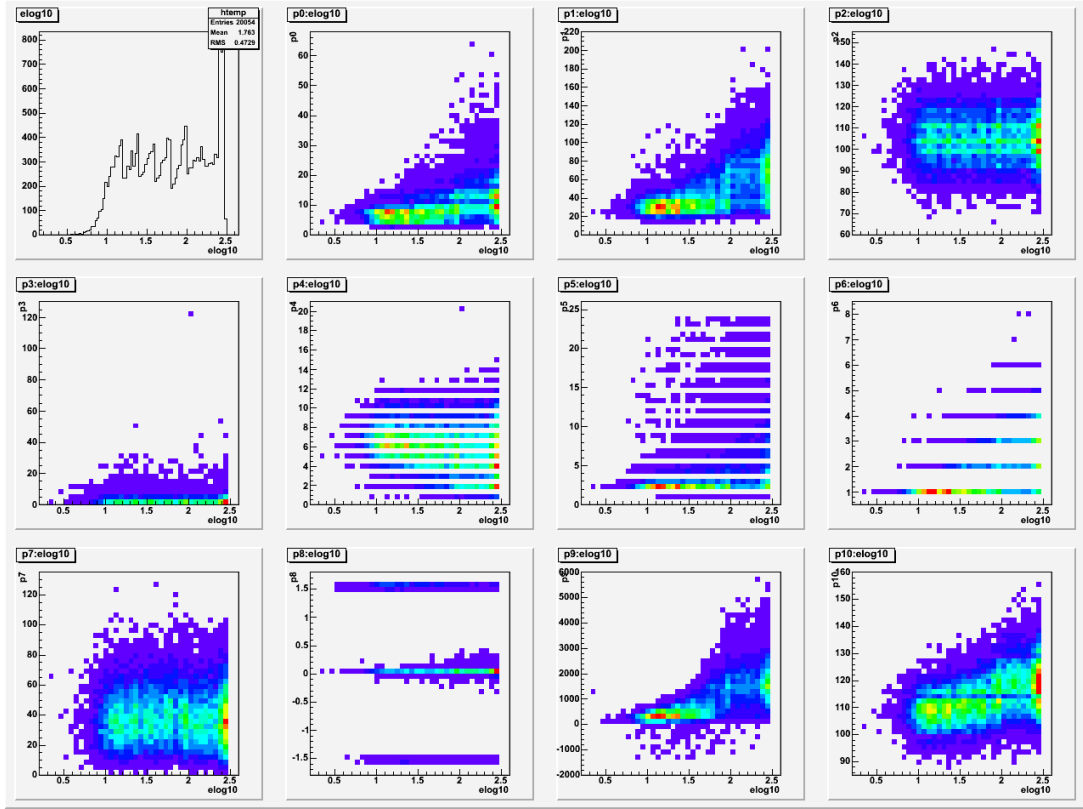 elog10
htemp
Entries 20054
Mean 1.763
RMS 0.4729
800
700
600
500
400
300
200
100
0
0.5 1 1.5 2 2.5
elog10
p0:elog10
p0
70
60
50
40
30
20
10
0
0.5 1 1.5 2 2.5
elog10
p1:elog10
p1
220
200
180
160
140
120
100
80
60
40
20
0
0.5 1 1.5 2 2.5
elog10
p2:elog10
p2
150
140
130
120
110
100
90
80
70
60
0.5 1 1.5 2 2.5
elog10
p3:elog10
p3
120
100
80
60
40
20
0
0.5 1 1.5 2 2.5
elog10
p4:elog10
p4
20
18
16
14
12
10
8
6
4
2
0
0.5 1 1.5 2 2.5
elog10
p5:elog10
p5
25
20
15
10
5
0
0.5 1 1.5 2 2.5
elog10
p6:elog10
p6
8
7
6
5
4
3
2
1
0.5 1 1.5 2 2.5
elog10
p7:elog10
p7
120
100
80
60
40
20
0
0.5 1 1.5 2 2.5
elog10
p8:elog10
p8
1.5
1
0.5
0
-0.5
-1
-1.5
0.5 1 1.5 2 2.5
elog10
p9:elog10
p9
6000
5000
4000
3000
2000
1000
0
-1000
-2000
0.5 1 1.5 2 2.5
elog10
p10:elog10
p10
150
140
130
120
110
100
90
0.5 1 1.5 2 2.5
elog10